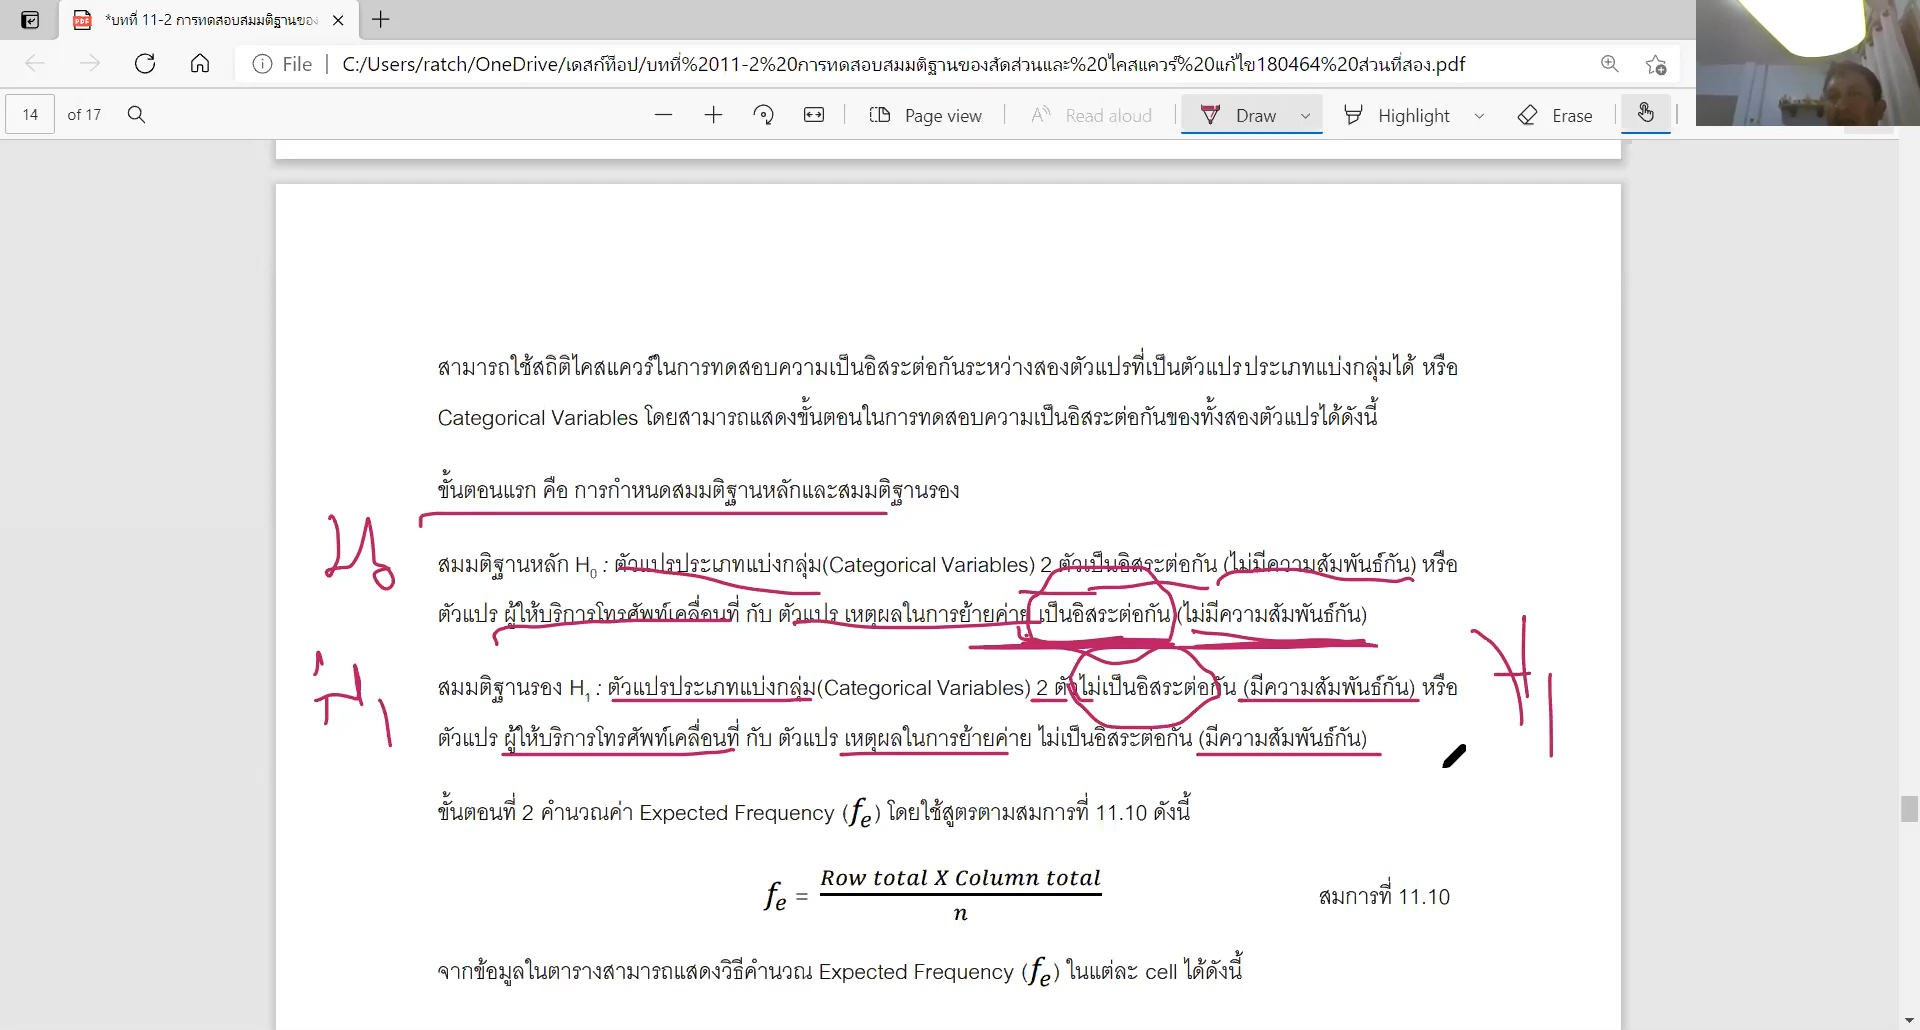 *บทที่ 11-2 การทดสอบสมมติฐานของ
File
C:/Users/ratch/OneDrive/เดสก์ท็อป/บทที่%2011-2%20การทดสอบสมมติฐานของสัดส่วนและ%20ไคสแควร์%20แก้ไข180464%20ส่วนที่สอง.pdf
14 of 17
Page view
Read aloud
Draw
Highlight
Erase
สามารถใช้สถิติไคสแควร์ในการทดสอบความเป็นอิสระต่อกันระหว่างสองตัวแปรที่เป็นตัวแปรประเภทแบ่งกลุ่มได้ หรือ
Categorical Variables โดยสามารถแสดงขั้นตอนในการทดสอบความเป็นอิสระต่อกันของทั้งสองตัวแปรได้ดังนี้
ขั้นตอนแรก คือ การกำหนดสมมติฐานหลักและสมมติฐานรอง
H0
สมมติฐานหลัก H0 : ตัวแปรประเภทแบ่งกลุ่ม(Categorical Variables) 2 ตัวเป็นอิสระต่อกัน (ไม่มีความสัมพันธ์กัน) หรือ
ตัวแปร ผู้ให้บริการโทรศัพท์เคลื่อนที่ กับ ตัวแปร เหตุผลในการย้ายค่าย เป็นอิสระต่อกัน (ไม่มีความสัมพันธ์กัน)
H1
H1
สมมติฐานรอง H1 : ตัวแปรประเภทแบ่งกลุ่ม(Categorical Variables) 2 ตัวไม่เป็นอิสระต่อกัน (มีความสัมพันธ์กัน) หรือ
ตัวแปร ผู้ให้บริการโทรศัพท์เคลื่อนที่ กับ ตัวแปร เหตุผลในการย้ายค่าย ไม่เป็นอิสระต่อกัน (มีความสัมพันธ์กัน)
ขั้นตอนที่ 2 คำนวณค่า Expected Frequency (fe) โดยใช้สูตรตามสมการที่ 11.10 ดังนี้
fe = Row total X Column total / n สมการที่ 11.10
จากข้อมูลในตารางสามารถแสดงวิธีคำนวณ Expected Frequency (fe) ในแต่ละ cell ได้ดังนี้